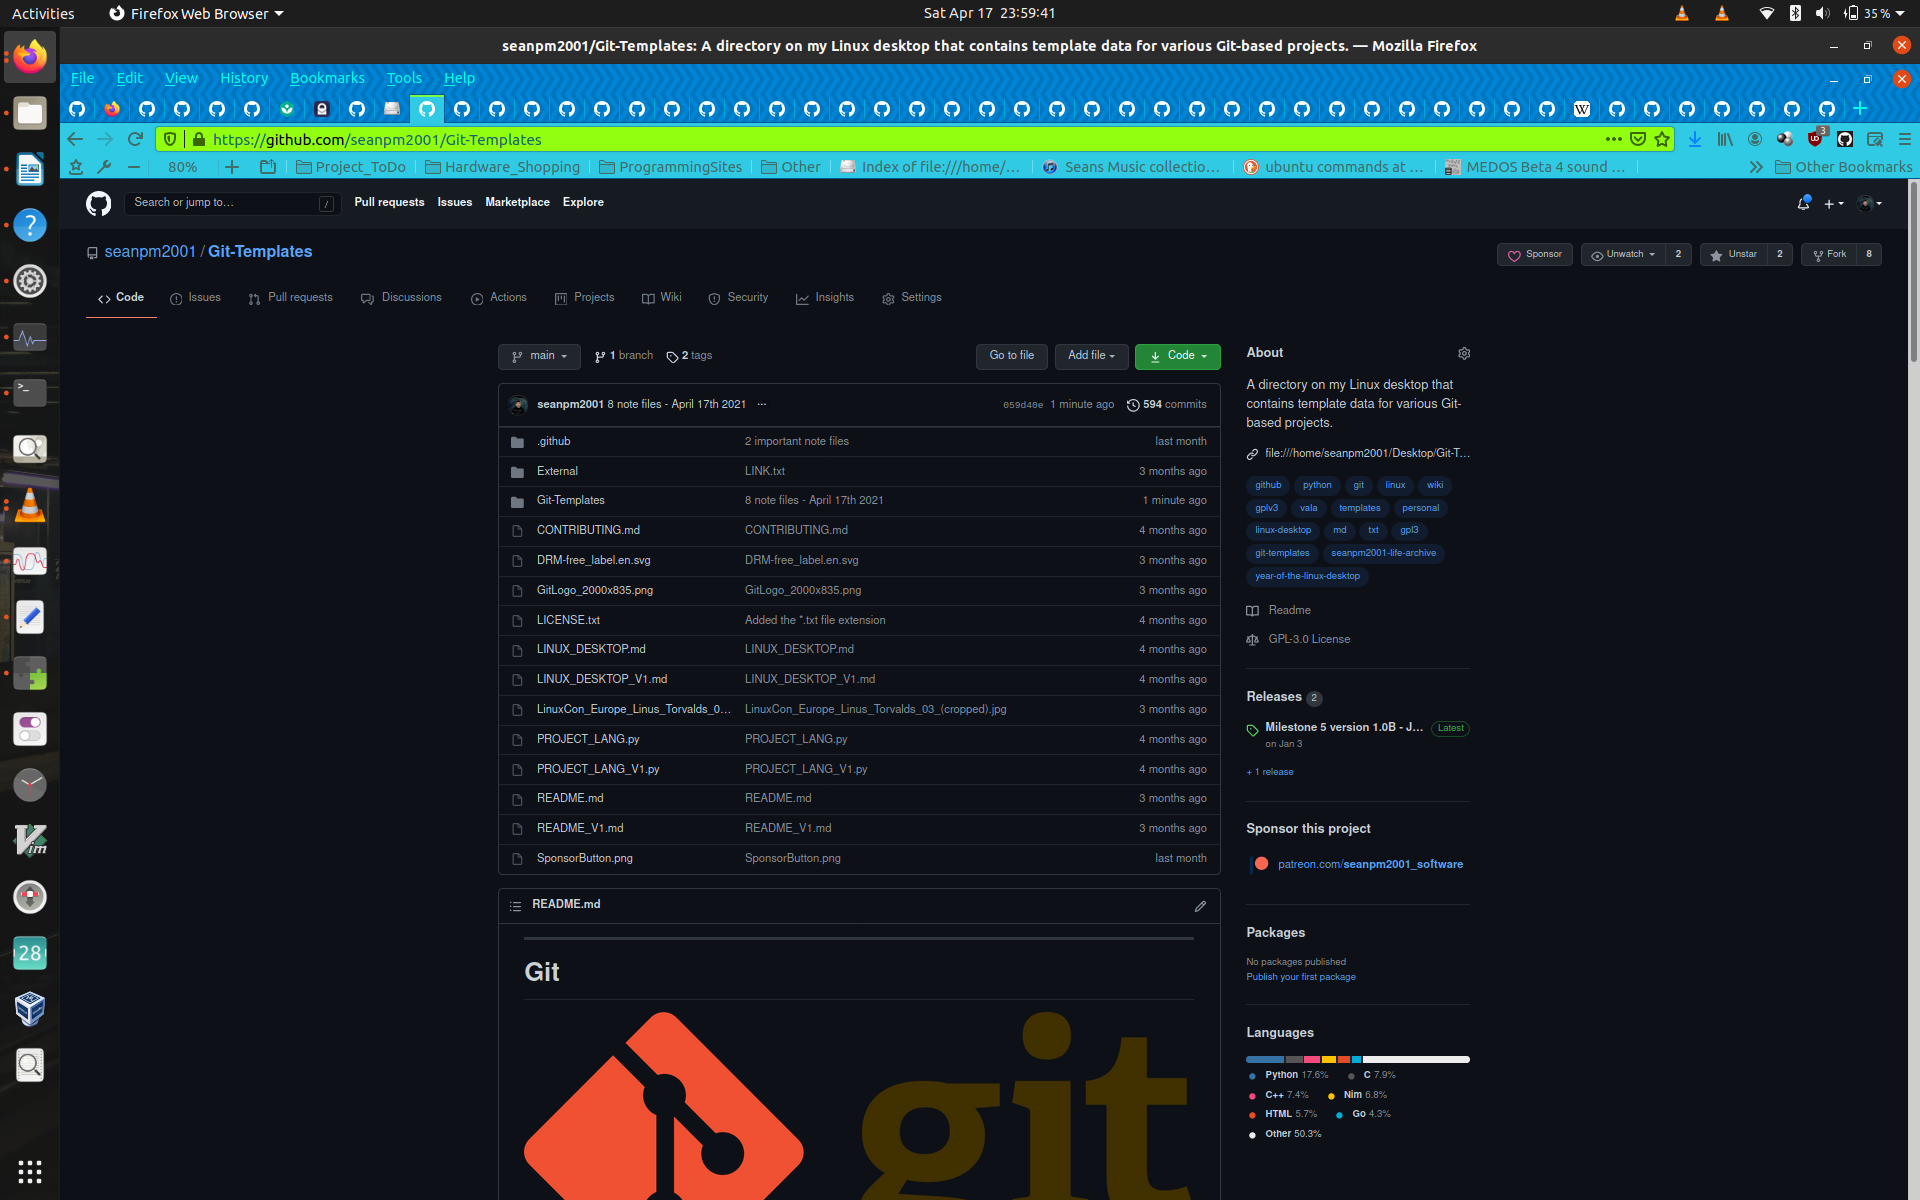 Activities Firefox Web Browser Sat Apr 17 23:59:41 35 %
seanpm2001/Git-Templates: A directory on my Linux desktop that contains template data for various Git-based projects. — Mozilla Firefox
File Edit View History Bookmarks Tools Help
https://github.com/seanpm2001/Git-Templates 3
80% Project_ToDo Hardware_Shopping ProgrammingSites Other Index of file:///home/... Seans Music collectio... ubuntu commands at ... MEDOS Beta 4 sound ... Other Bookmarks
Search or jump to... / Pull requests Issues Marketplace Explore
seanpm2001 / Git-Templates
Sponsor Unwatch 2 Unstar 2 Fork 8
Code Issues Pull requests Discussions Actions Projects Wiki Security Insights Settings
main 1 branch 2 tags Go to file Add file Code
seanpm2001 8 note files - April 17th 2021 ... 059d40e 1 minute ago 594 commits
.github 2 important note files last month
External LINK.txt 3 months ago
Git-Templates 8 note files - April 17th 2021 1 minute ago
CONTRIBUTING.md CONTRIBUTING.md 4 months ago
DRM-free_label.en.svg DRM-free_label.en.svg 3 months ago
GitLogo_2000x835.png GitLogo_2000x835.png 3 months ago
LICENSE.txt Added the *.txt file extension 4 months ago
LINUX_DESKTOP.md LINUX_DESKTOP.md 4 months ago
LINUX_DESKTOP_V1.md LINUX_DESKTOP_V1.md 4 months ago
LinuxCon_Europe_Linus_Torvalds_0... LinuxCon_Europe_Linus_Torvalds_03_(cropped).jpg 3 months ago
PROJECT_LANG.py PROJECT_LANG.py 4 months ago
PROJECT_LANG_V1.py PROJECT_LANG_V1.py 4 months ago
README.md README.md 3 months ago
README_V1.md README_V1.md 3 months ago
SponsorButton.png SponsorButton.png last month
README.md
Git
git
About
A directory on my Linux desktop that
contains template data for various Git-
based projects.
file:///home/seanpm2001/Desktop/Git-T...
github python git linux wiki
gplv3 vala templates personal
linux-desktop md txt gpl3
git-templates seanpm2001-life-archive
year-of-the-linux-desktop
Readme
GPL-3.0 License
Releases 2
Milestone 5 version 1.0B - J... Latest
on Jan 3
+ 1 release
Sponsor this project
patreon.com/seanpm2001_software
Packages
No packages published
Publish your first package
Languages
Python 17.6% C 7.9%
C++ 7.4% Nim 6.8%
HTML 5.7% Go 4.3%
Other 50.3%
28